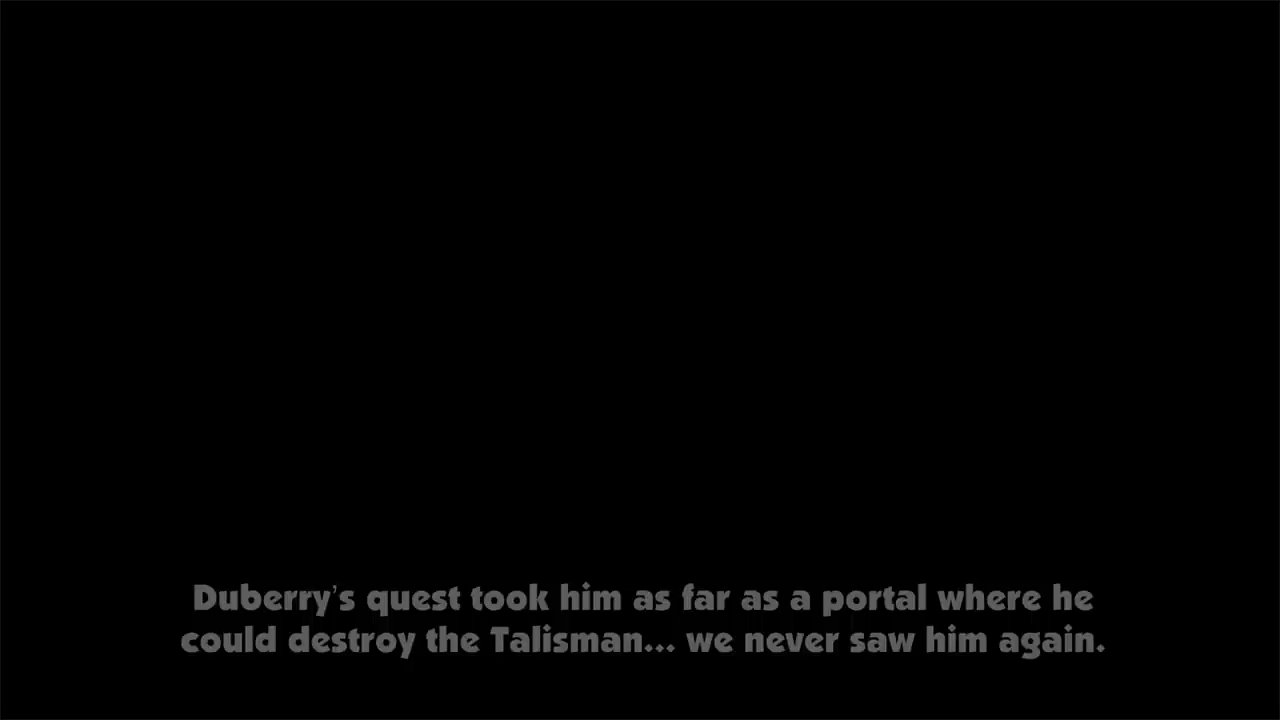 Duberry's quest took him as far as a portal where he
could destroy the Talisman... we never saw him again.